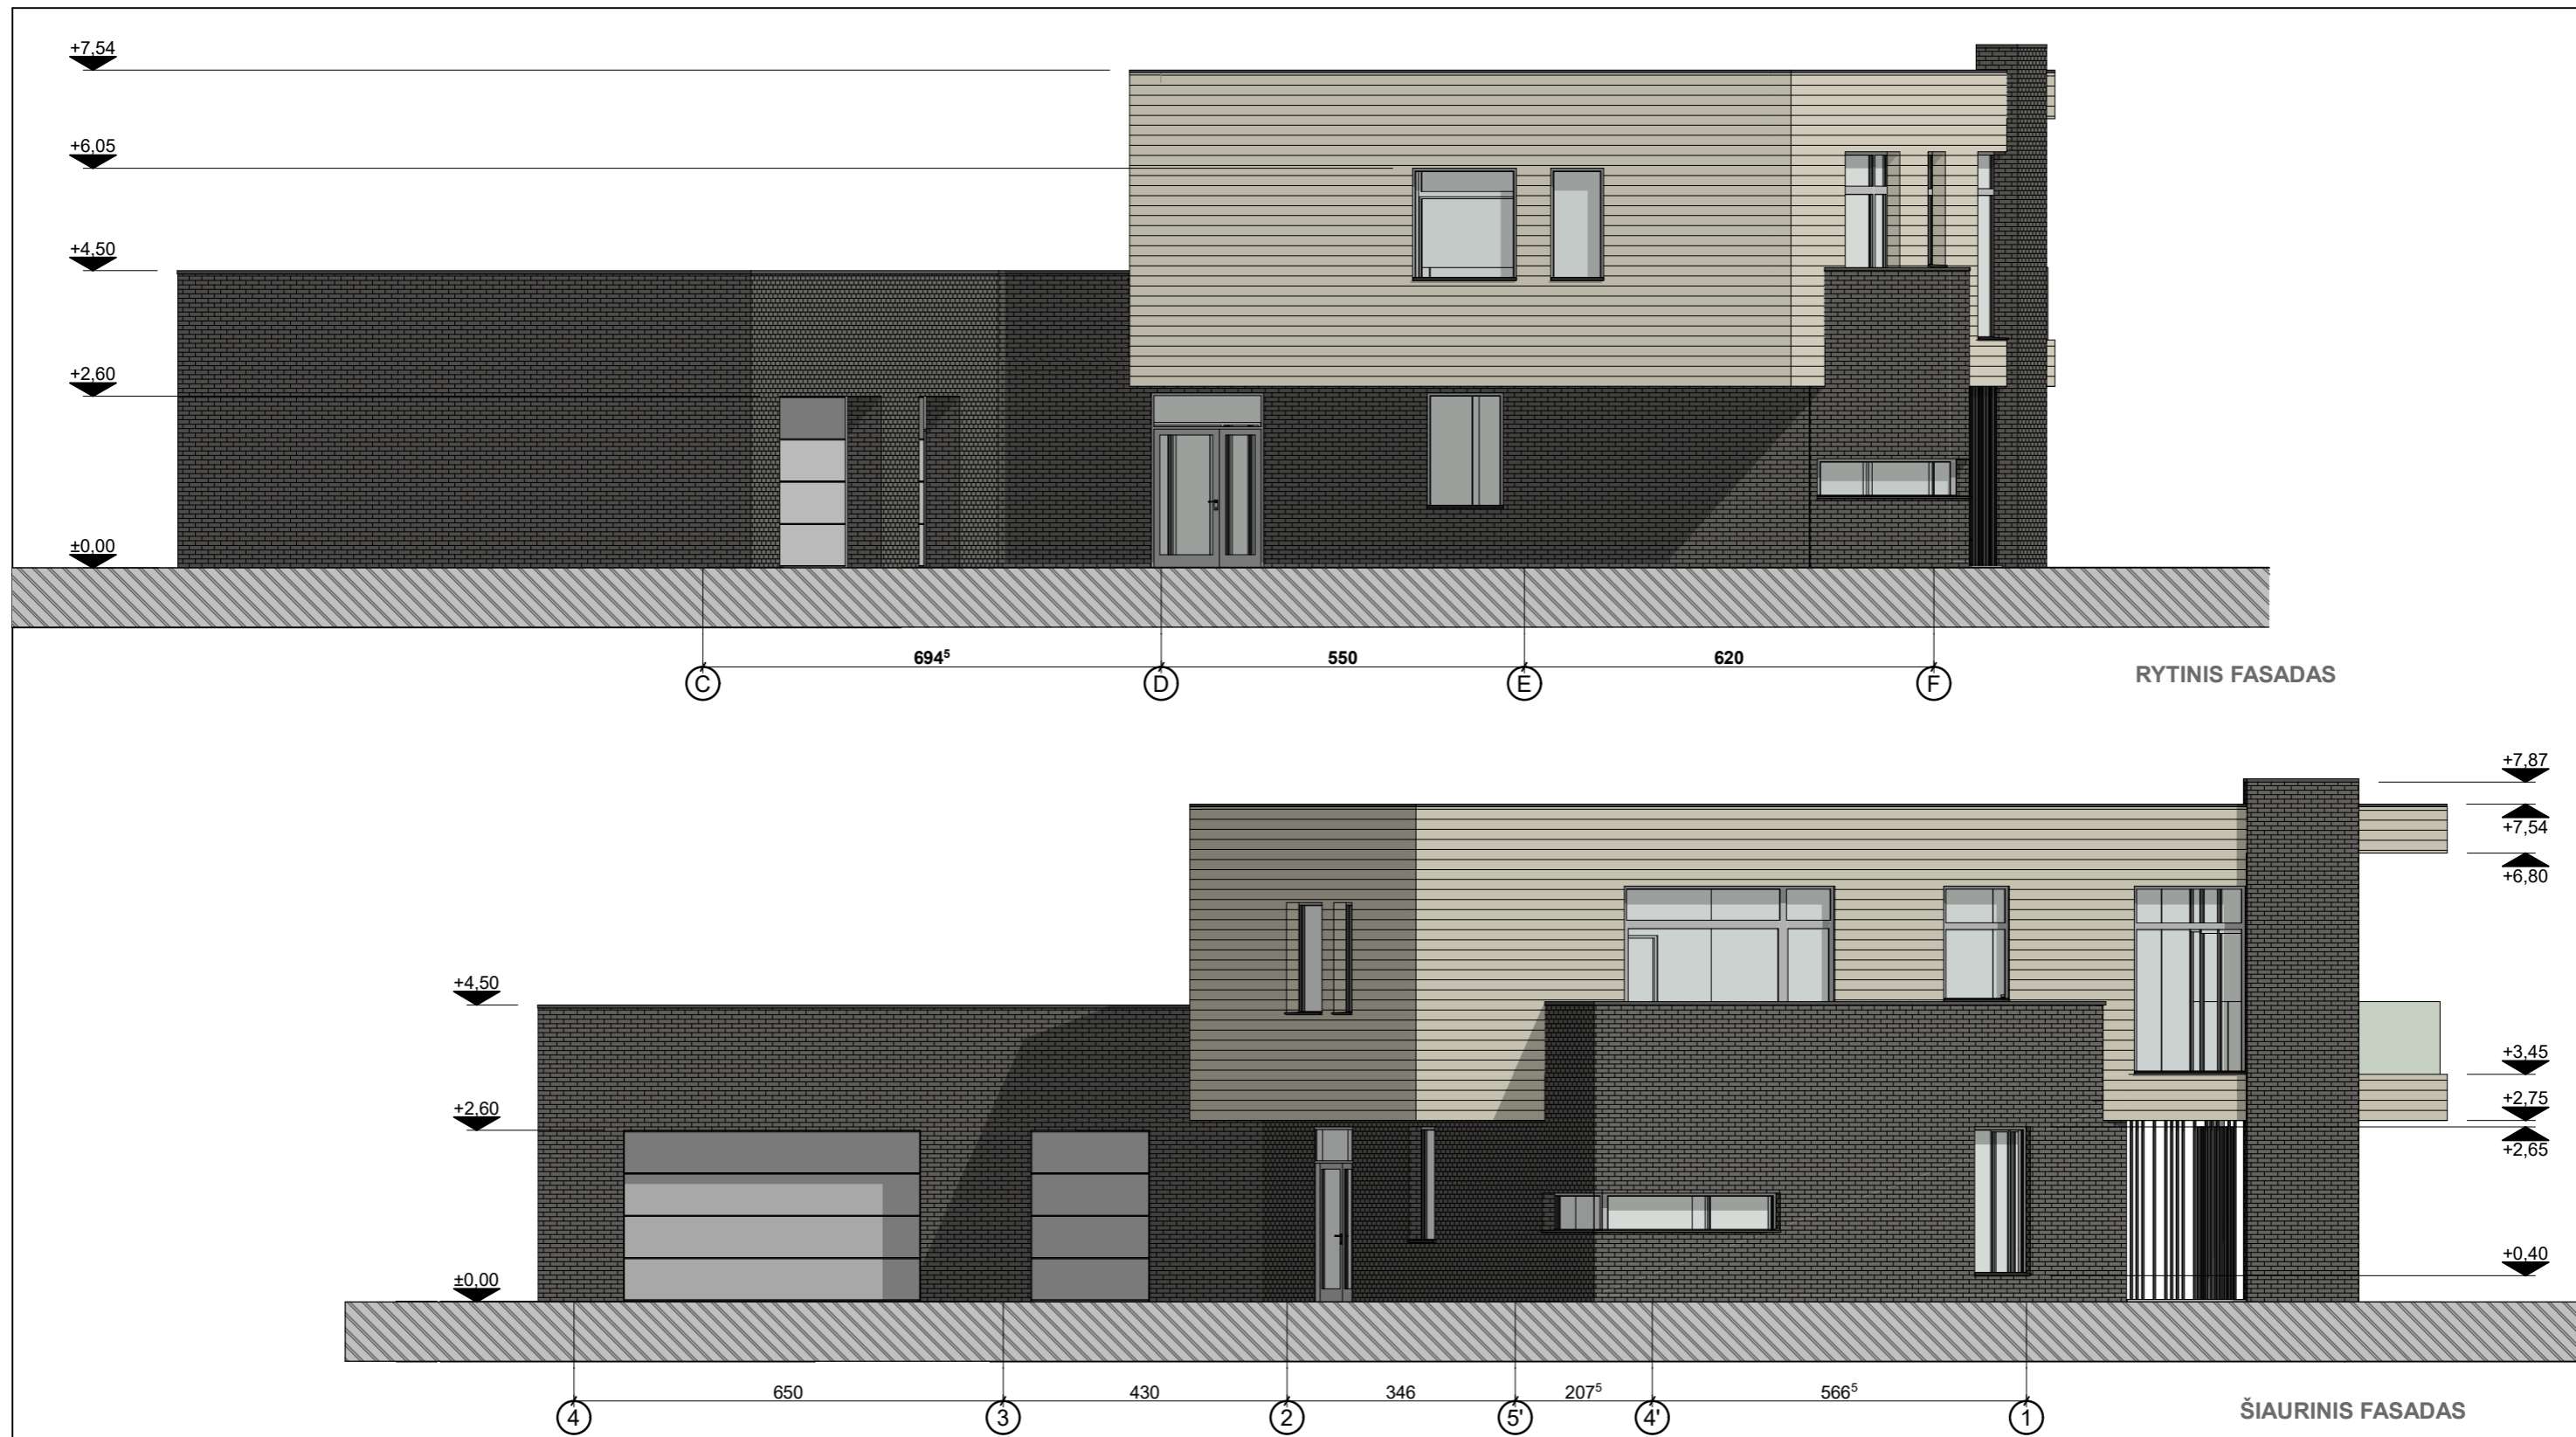 +7,54
+6,05
+4,50
+2,60
±0,00
694⁵ 550 620
C D E F
RYTINIS FASADAS
+7,87
+7,54
+6,80
+4,50
+3,45
+2,60
+2,75
+2,65
±0,00
+0,40
650 430 346 207⁵ 566⁵
4 3 2 5' 4' 1
ŠIAURINIS FASADAS